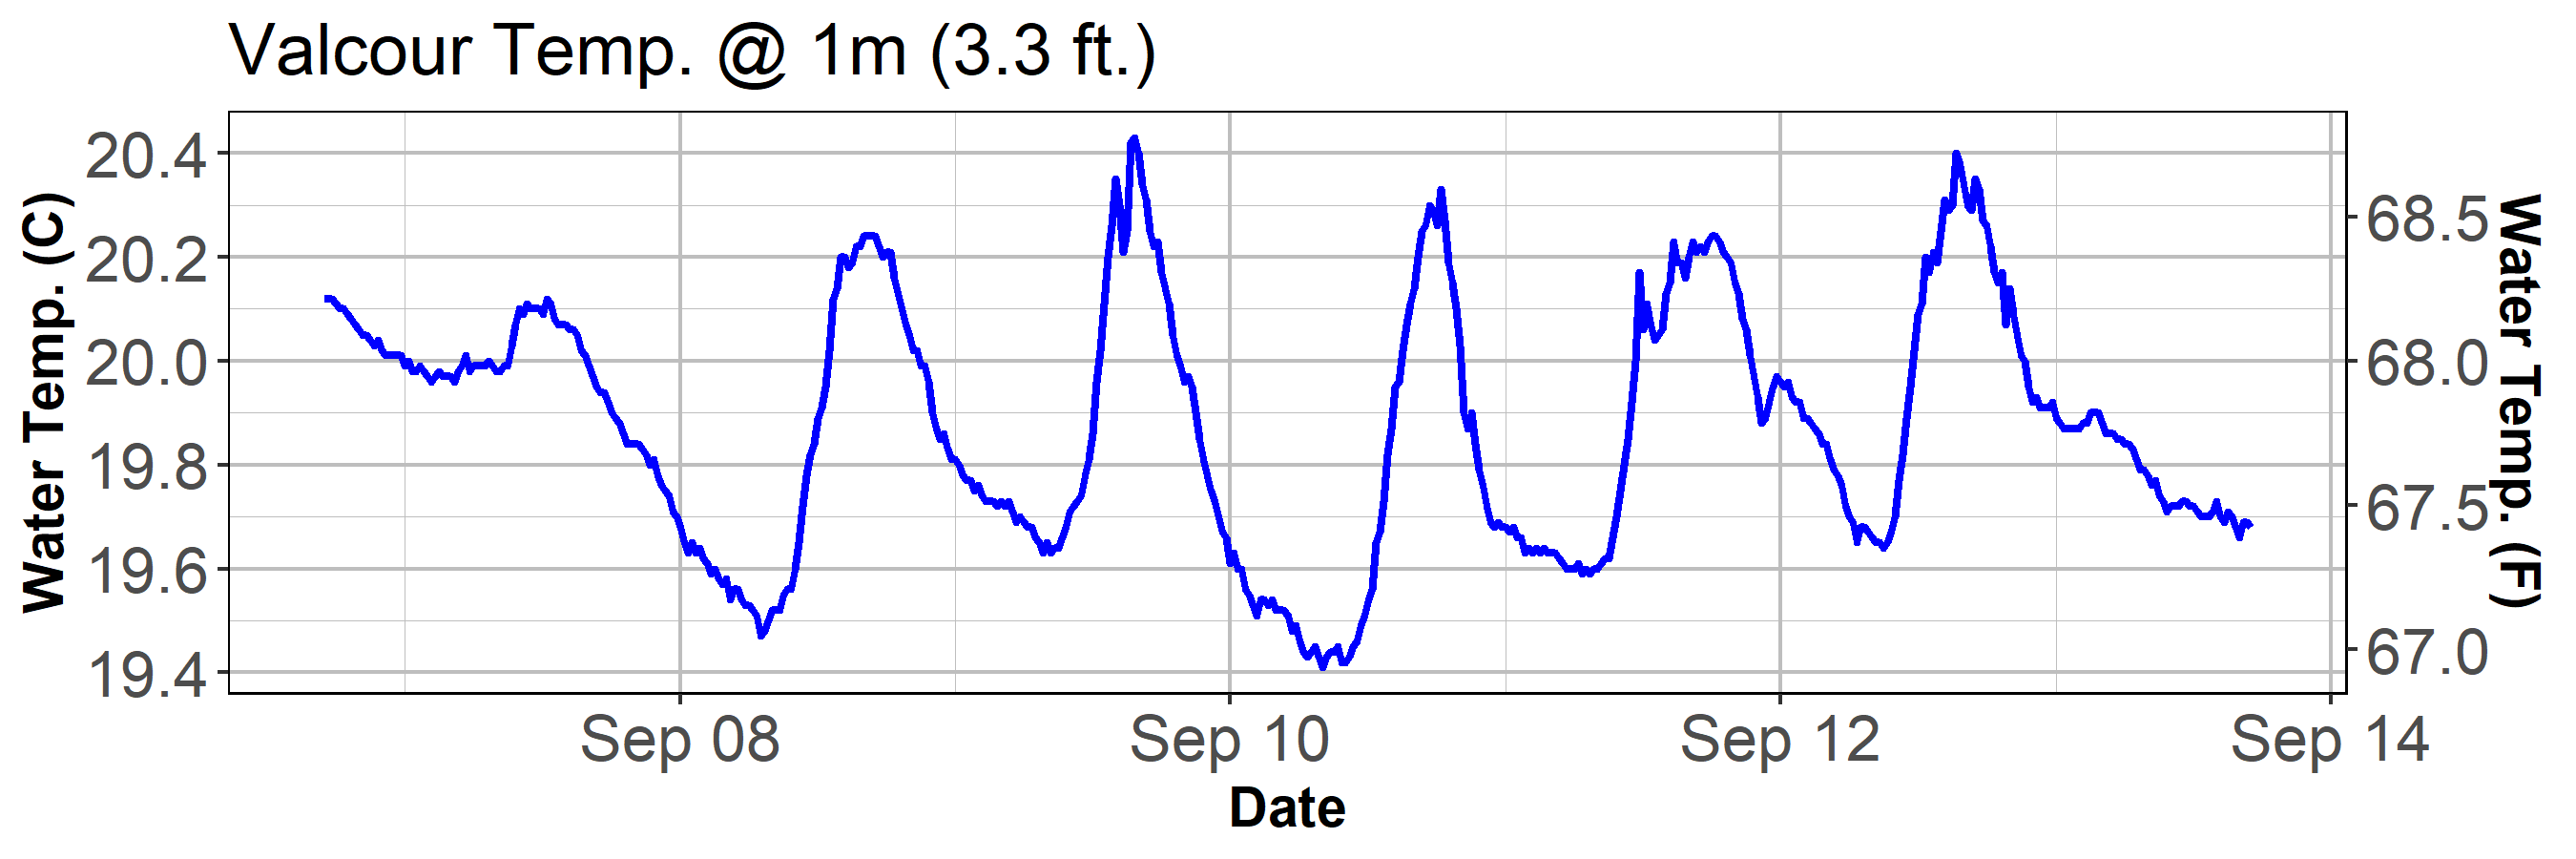 Valcour Temp. @ 1m (3.3 ft.)
Water Temp. (C)
20.4
20.2
20.0
19.8
19.6
19.4
68.5
68.0
67.5
67.0
Water Temp. (F)
Sep 08
Sep 10
Sep 12
Sep 14
Date